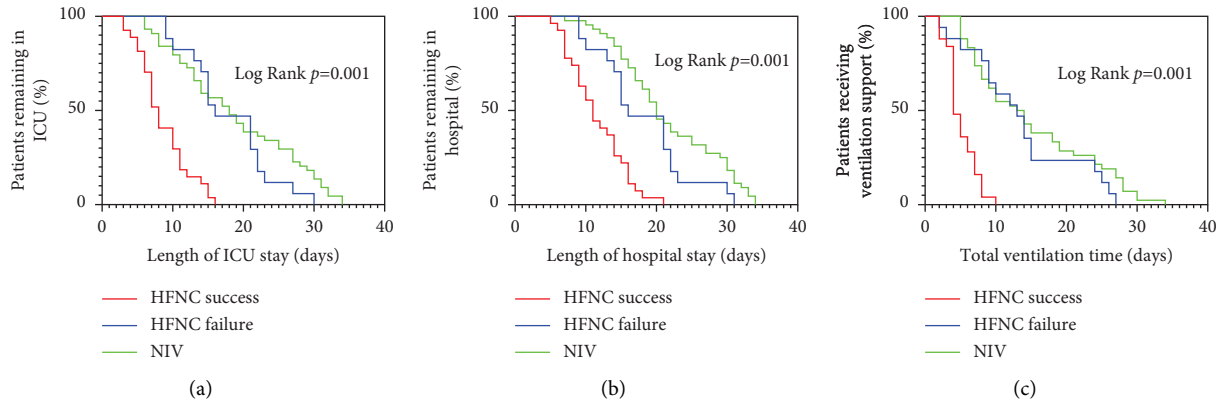 Patients remaining in
ICU (%)
100
50
0
0 10 20 30 40
Log Rank p=0.001
Length of ICU stay (days)
HFNC success
HFNC failure
NIV
(a)
Patients remaining in
hospital (%)
100
50
0
0 10 20 30 40
Log Rank p=0.001
Length of hospital stay (days)
HFNC success
HFNC failure
NIV
(b)
Patients receiving
ventilation support (%)
100
50
0
0 10 20 30 40
Log Rank p=0.001
Total ventilation time (days)
HFNC success
HFNC failure
NIV
(c)